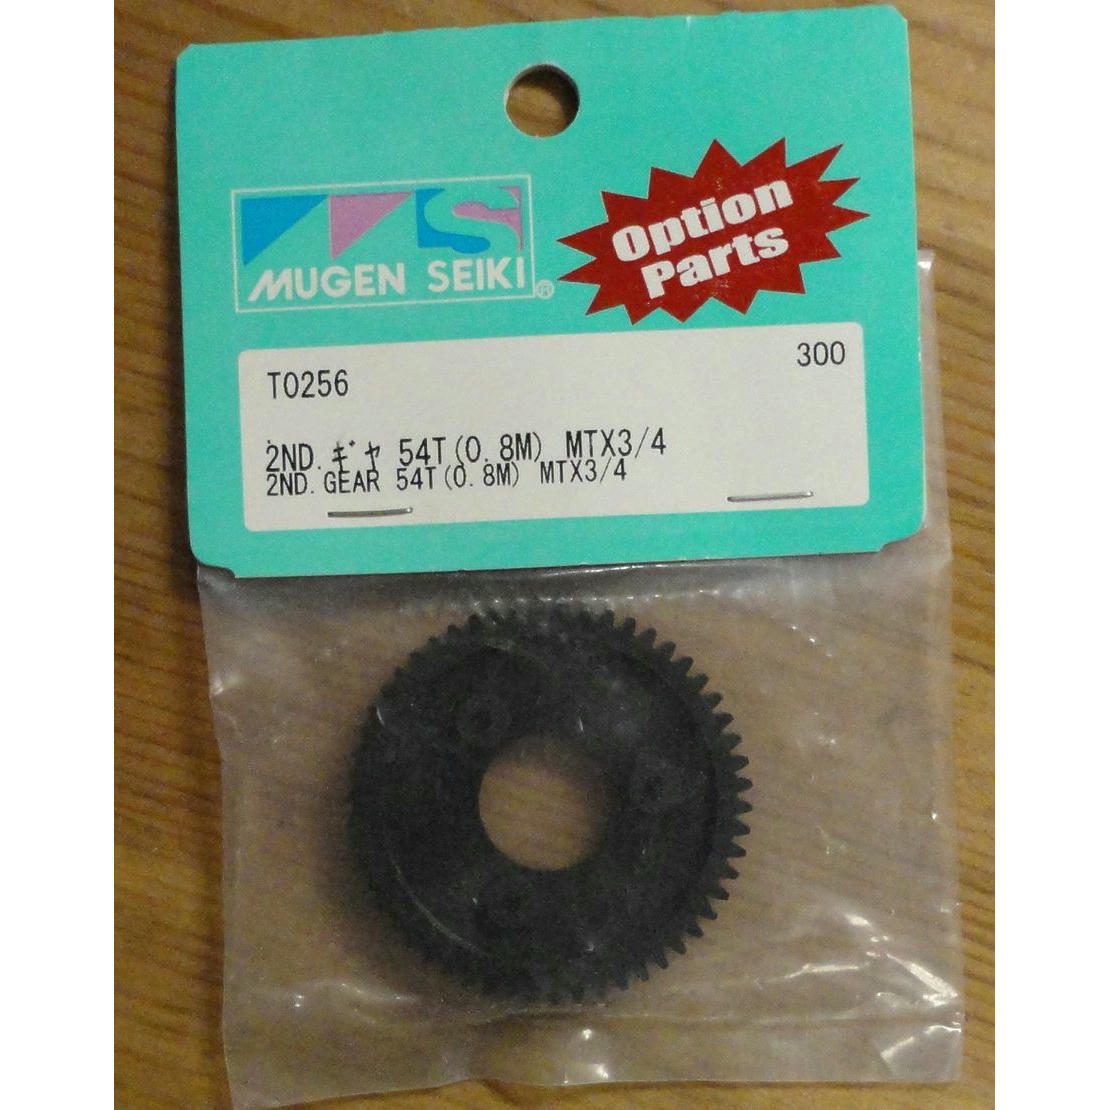 MUGEN SEIKI®
Option
Parts
T0256
300
2ND.ギヤ 54T(0.8M) MTX3/4
2ND.GEAR 54T(0.8M) MTX3/4